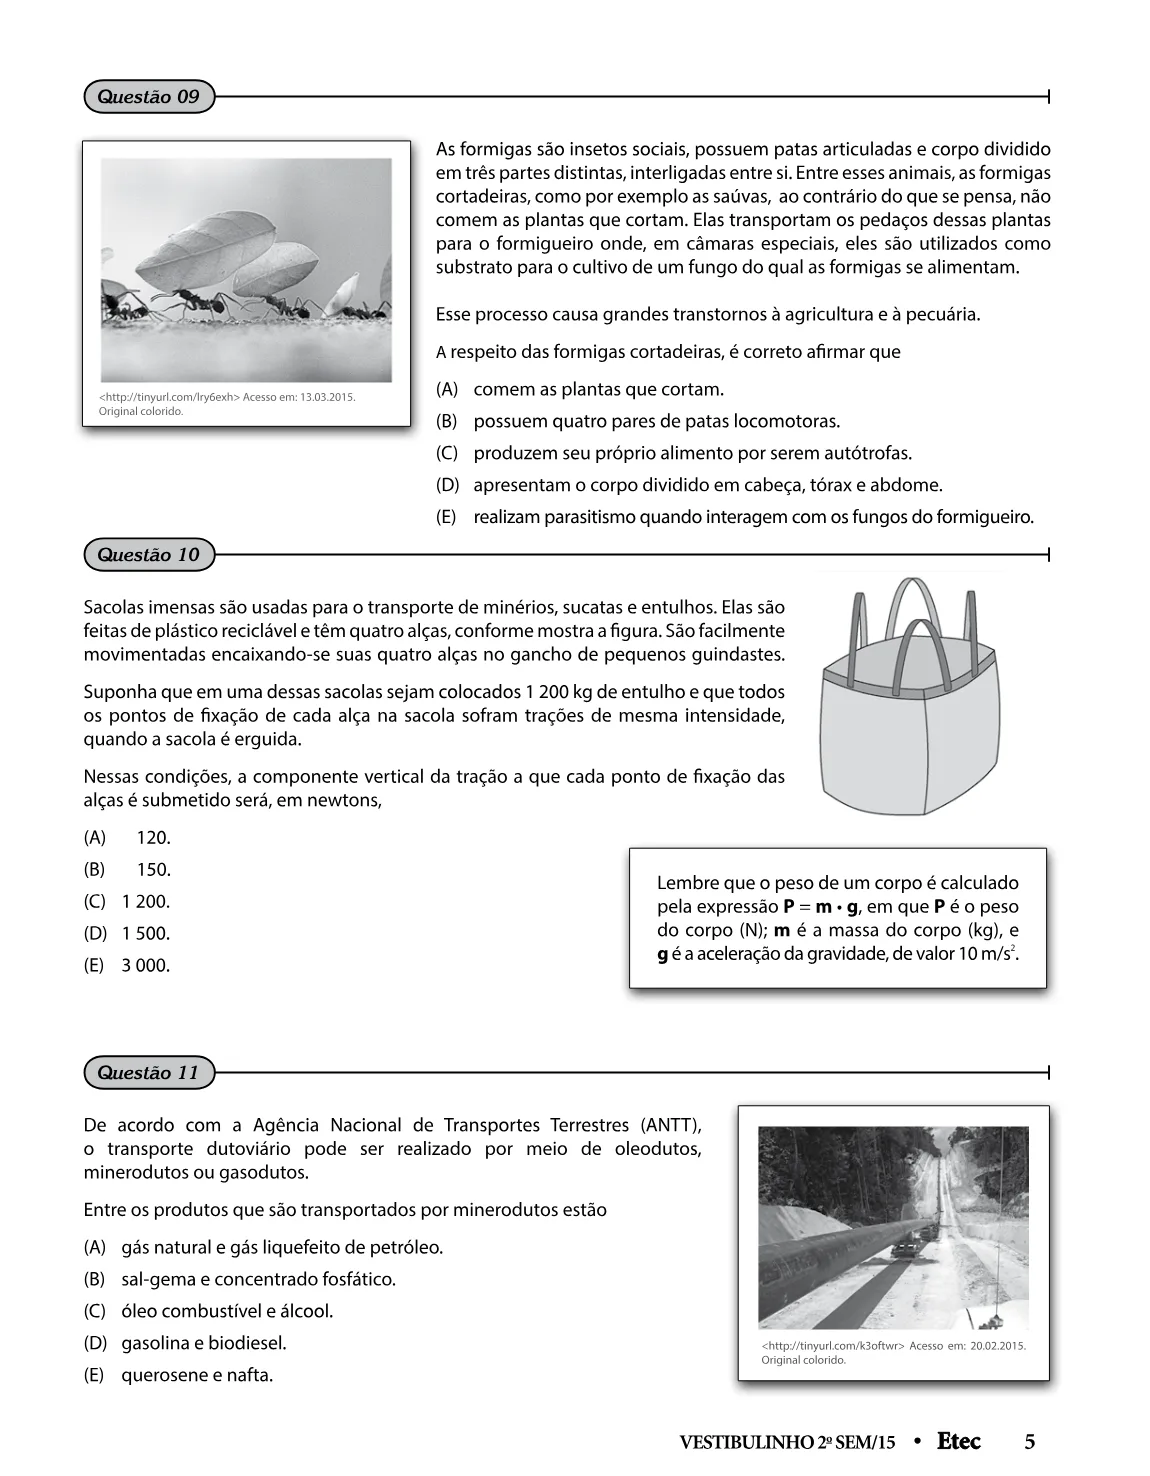 Questão 09
As formigas são insetos sociais, possuem patas articuladas e corpo dividido
em três partes distintas, interligadas entre si. Entre esses animais, as formigas
cortadeiras, como por exemplo as saúvas, ao contrário do que se pensa, não
comem as plantas que cortam. Elas transportam os pedaços dessas plantas
para o formigueiro onde, em câmaras especiais, eles são utilizados como
substrato para o cultivo de um fungo do qual as formigas se alimentam.
Esse processo causa grandes transtornos à agricultura e à pecuária.
A respeito das formigas cortadeiras, é correto afirmar que
(A) comem as plantas que cortam.
(B) possuem quatro pares de patas locomotoras.
(C) produzem seu próprio alimento por serem autótrofas.
(D) apresentam o corpo dividido em cabeça, tórax e abdome.
(E) realizam parasitismo quando interagem com os fungos do formigueiro.
<http://tinyurl.com/lry6exh> Acesso em: 13.03.2015.
Original colorido.
Questão 10
Sacolas imensas são usadas para o transporte de minérios, sucatas e entulhos. Elas são
feitas de plástico reciclável e têm quatro alças, conforme mostra a figura. São facilmente
movimentadas encaixando-se suas quatro alças no gancho de pequenos guindastes.
Suponha que em uma dessas sacolas sejam colocados 1 200 kg de entulho e que todos
os pontos de fixação de cada alça na sacola sofram trações de mesma intensidade,
quando a sacola é erguida.
Nessas condições, a componente vertical da tração a que cada ponto de fixação das
alças é submetido será, em newtons,
(A) 120.
(B) 150.
(C) 1 200.
(D) 1 500.
(E) 3 000.
Lembre que o peso de um corpo é calculado
pela expressão P = m • g, em que P é o peso
do corpo (N); m é a massa do corpo (kg), e
g é a aceleração da gravidade, de valor 10 m/s².
Questão 11
De acordo com a Agência Nacional de Transportes Terrestres (ANTT),
o transporte dutoviário pode ser realizado por meio de oleodutos,
minerodutos ou gasodutos.
Entre os produtos que são transportados por minerodutos estão
(A) gás natural e gás liquefeito de petróleo.
(B) sal-gema e concentrado fosfático.
(C) óleo combustível e álcool.
(D) gasolina e biodiesel.
(E) querosene e nafta.
<http://tinyurl.com/k3oftwr> Acesso em: 20.02.2015.
Original colorido.
VESTIBULINHO 2º SEM/15 • Etec 5